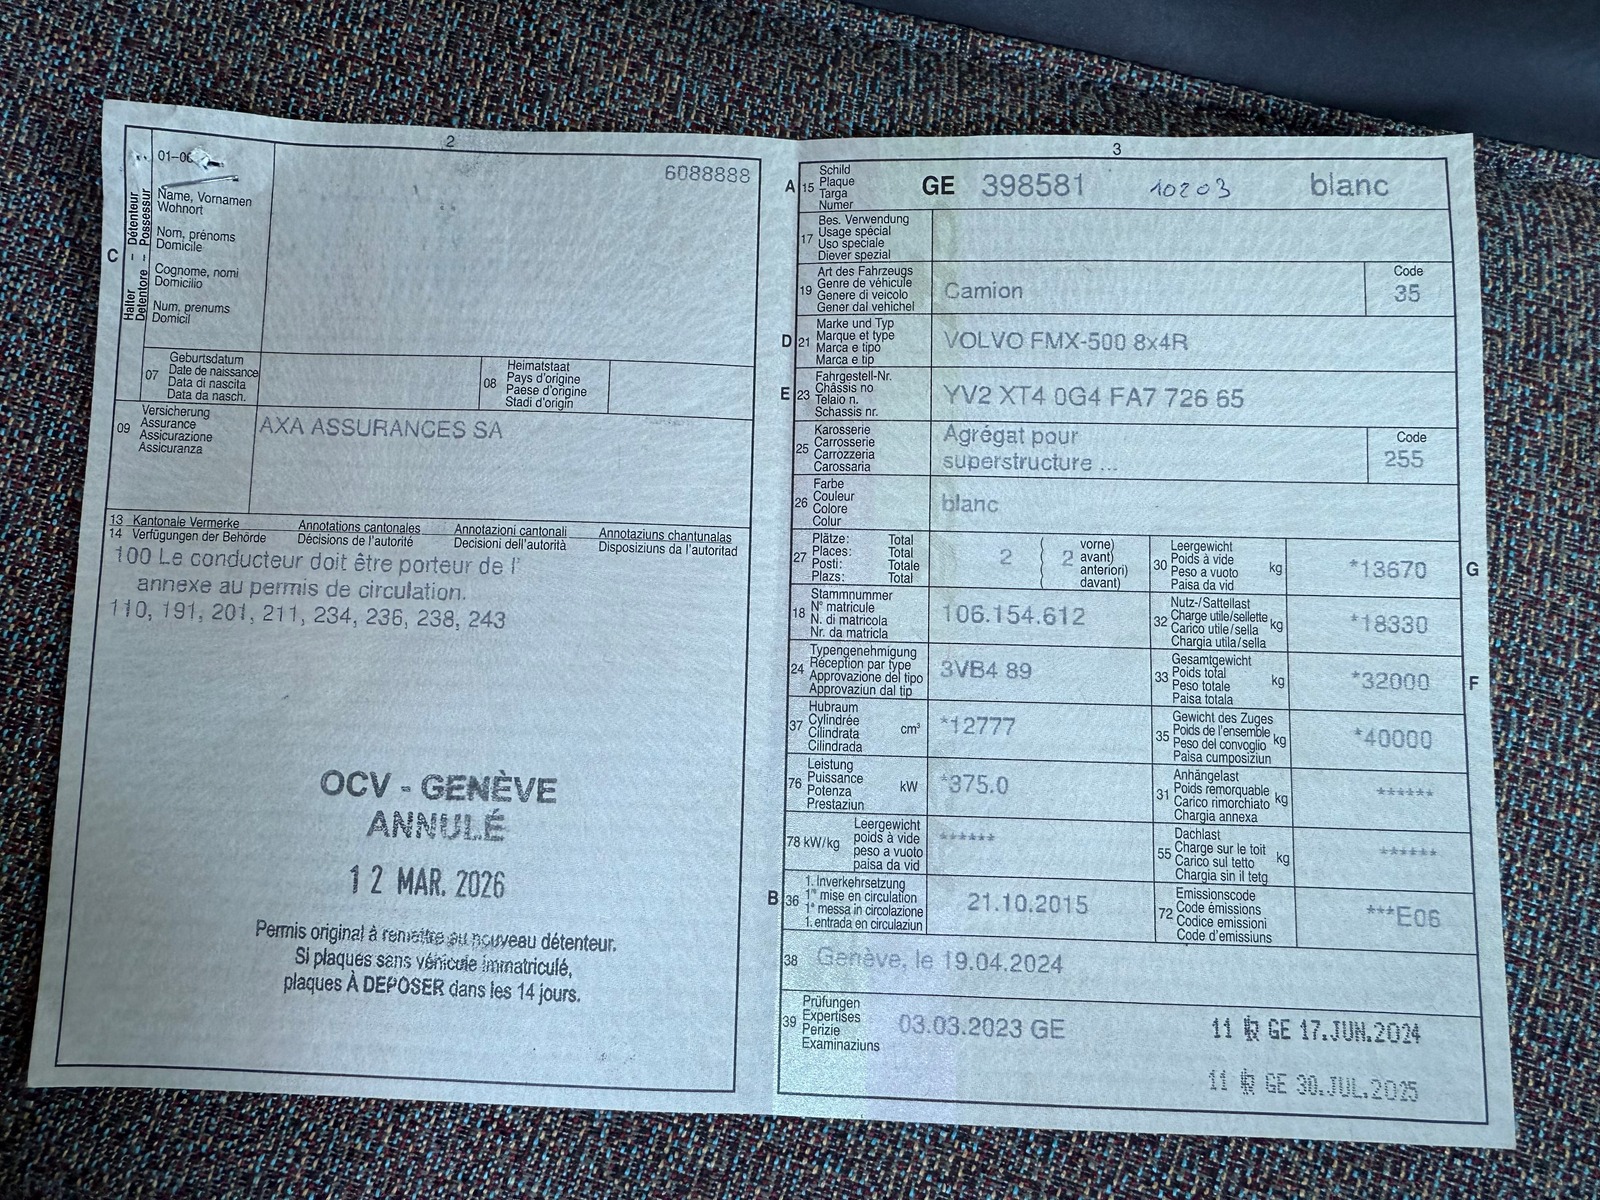 2
6088888
01–0
Name, Vornamen
Wohnort
Nom, prénoms
Domicile
Cognome, nomi
Domicilio
Num, prenums
Domicil
C
Halter – Détenteur
Detentore – Possessur
07
Geburtsdatum
Date de naissance
Data di nascita
Data da nasch.
08
Heimatstaat
Pays d'origine
Paese d'origine
Stadi d'origin
09
Versicherung
Assurance
Assicurazione
Assicuranza
AXA ASSURANCES SA
13 Kantonale Vermerke Annotations cantonales Annotazioni cantonali Annotaziuns chantunalas
14 Verfügungen der Behörde Décisions de l'autorité Decisioni dell'autorità Disposiziuns da l'autoritad
100 Le conducteur doit être porteur de l'
annexe au permis de circulation.
110, 191, 201, 211, 234, 236, 238, 243
OCV - GENÈVE
ANNULÉ
12 MAR. 2026
Permis original à remettre au nouveau détenteur.
Si plaques sans véhicule immatriculé,
plaques À DEPOSER dans les 14 jours.
3
A 15
Schild
Plaque
Targa
Numer
GE 398581 10203 blanc
17
Bes. Verwendung
Usage spécial
Uso speciale
Diever spezial
19
Art des Fahrzeugs
Genre de véhicule
Genere di veicolo
Gener dal vehichel
Camion
Code
35
D 21
Marke und Typ
Marque et type
Marca e tipo
Marca e tip
VOLVO FMX-500 8x4R
E 23
Fahrgestell-Nr.
Châssis no
Telaio n.
Schassis nr.
YV2 XT4 0G4 FA7 726 65
25
Karosserie
Carrosserie
Carrozzeria
Carossaria
Agrégat pour
superstructure ...
Code
255
26
Farbe
Couleur
Colore
Colur
blanc
27
Plätze: Total
Places: Total
Posti: Totale
Plazs: Total
2 ( 2
vorne)
avant)
anteriori)
davant)
30
Leergewicht
Poids à vide
Peso a vuoto
Paisa da vid
kg
*13670
G
18
Stammnummer
N° matricule
N. di matricola
Nr. da matricla
106.154.612
32
Nutz-/Sattellast
Charge utile/sellette
Carico utile/sella
Chargia utila/sella
kg
*18330
24
Typengenehmigung
Réception par type
Approvazione del tipo
Approvaziun dal tip
3VB4 89
33
Gesamtgewicht
Poids total
Peso totale
Paisa totala
kg
*32000
F
37
Hubraum
Cylindrée
Cilindrata
Cilindrada
cm³
*12777
35
Gewicht des Zuges
Poids de l'ensemble
Peso del convoglio
Paisa cumposiziun
kg
*40000
76
Leistung
Puissance
Potenza
Prestaziun
kW
*375.0
31
Anhängelast
Poids remorquable
Carico rimorchiato
Chargia annexa
kg
******
78 kW/kg
Leergewicht
poids à vide
peso a vuoto
paisa da vid
******
55
Dachlast
Charge sur le toit
Carico sul tetto
Chargia sin il tetg
kg
******
B 36
1. Inverkehrsetzung
1re mise en circulation
1a messa in circolazione
1. entrada en circulaziun
21.10.2015
72
Emissionscode
Code émissions
Codice emissioni
Code d'emissiuns
***E06
38 Genève, le 19.04.2024
39
Prüfungen
Expertises
Perizie
Examinaziuns
03.03.2023 GE
11 GE 17.JUN.2024
11 GE 30.JUL.2025